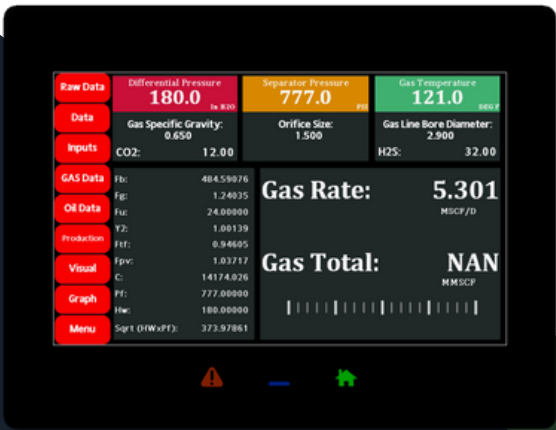 Raw Data
Data
Inputs
GAS Data
Oil Data
Production
Visual
Graph
Menu
Differential Pressure
180.0
In H2O
Separator Pressure
777.0
PSI
Gas Temperature
121.0
DEG F
Gas Specific Gravity:
0.650
CO2: 12.00
Orifice Size:
1.500
Gas Line Bore Diameter:
2.900
H2S: 32.00
Fb: 484.59076
Fg: 1.24035
Fu: 24.00000
Y2: 1.00139
Ftf: 0.94605
Fpv: 1.03717
C: 14174.026
Pf: 777.00000
Hw: 180.00000
Sqrt (HWxPf): 373.97861
Gas Rate: 5.301
MSCF/D
Gas Total: NAN
MMSCF